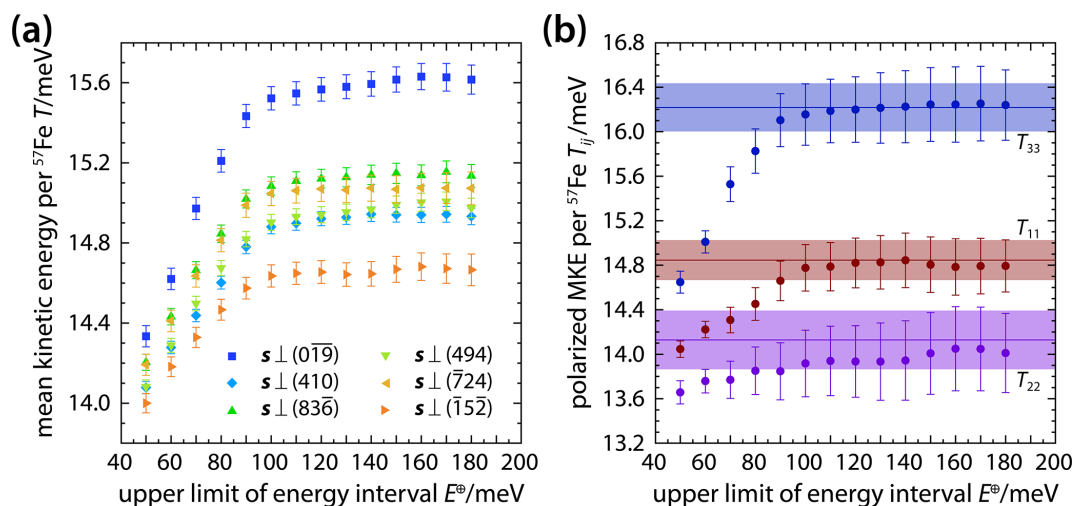 (a)
mean kinetic energy per ⁵⁷Fe T/meV
15.6
15.2
14.8
14.4
14.0
s ⊥ (01̅9̅)
s ⊥ (410)
s ⊥ (836̅)
s ⊥ (494)
s ⊥ (7̅24)
s ⊥ (1̅52̅)
40 60 80 100 120 140 160 180 200
upper limit of energy interval E⊕/meV
(b)
polarized MKE per ⁵⁷Fe Tij/meV
16.8
16.4
16.0
15.6
15.2
14.8
14.4
14.0
13.6
13.2
T₃₃
T₁₁
T₂₂
40 60 80 100 120 140 160 180 200
upper limit of energy interval E⊕/meV